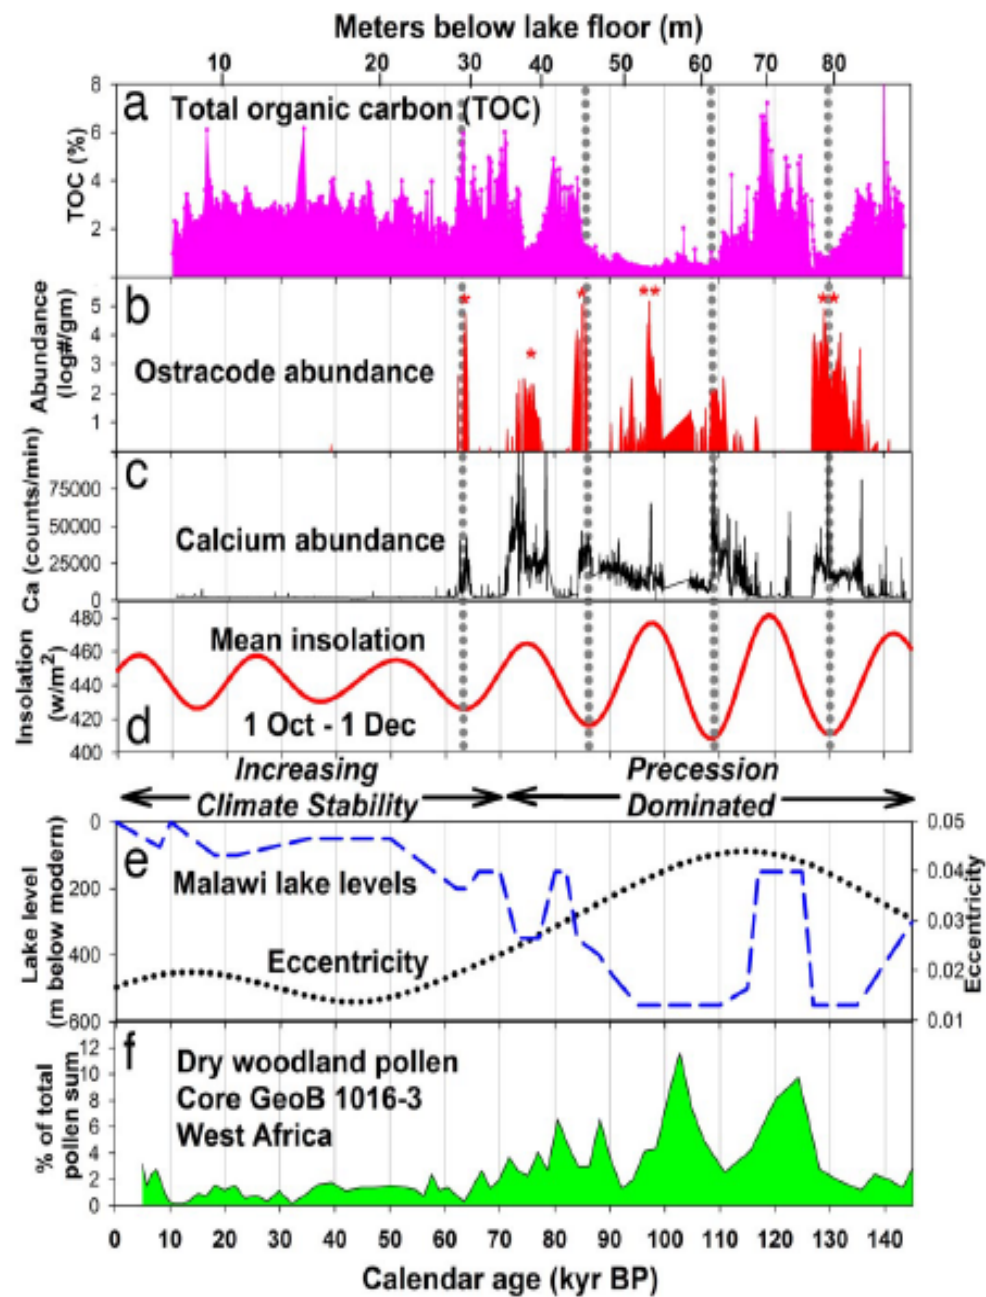 Meters below lake floor (m)
10 20 29 30 40 50 60 61 70 80
a Total organic carbon (TOC)
TOC (%)
8
6
4
2
b
Ostracode abundance
Abundance
(log#/gm)
5
4
3
2
1
* * * * * * *
c
Calcium abundance
Ca (counts/min)
75000
50000
25000
0
Mean insolation
d 1 Oct - 1 Dec
Insolation
(w/m2)
480
460
440
420
400
Increasing
Climate Stability
Precession
Dominated
e
Malawi lake levels
Eccentricity
Lake level
(m below modern)
0
200
400
600
0.05
0.04
0.03
0.02
0.01
Eccentricity
f Dry woodland pollen
Core GeoB 1016-3
West Africa
% of total
pollen sum
12
10
8
6
4
2
0
0 10 20 30 40 50 60 70 80 90 100 110 120 130 140
Calendar age (kyr BP)